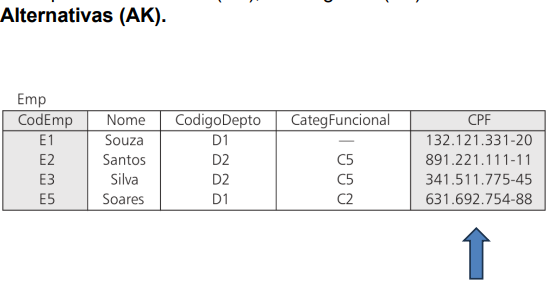 Alternativas (AK).
Emp
CodEmp Nome CodigoDepto CategFuncional CPF
E1 Souza D1 — 132.121.331-20
E2 Santos D2 C5 891.221.111-11
E3 Silva D2 C5 341.511.775-45
E5 Soares D1 C2 631.692.754-88